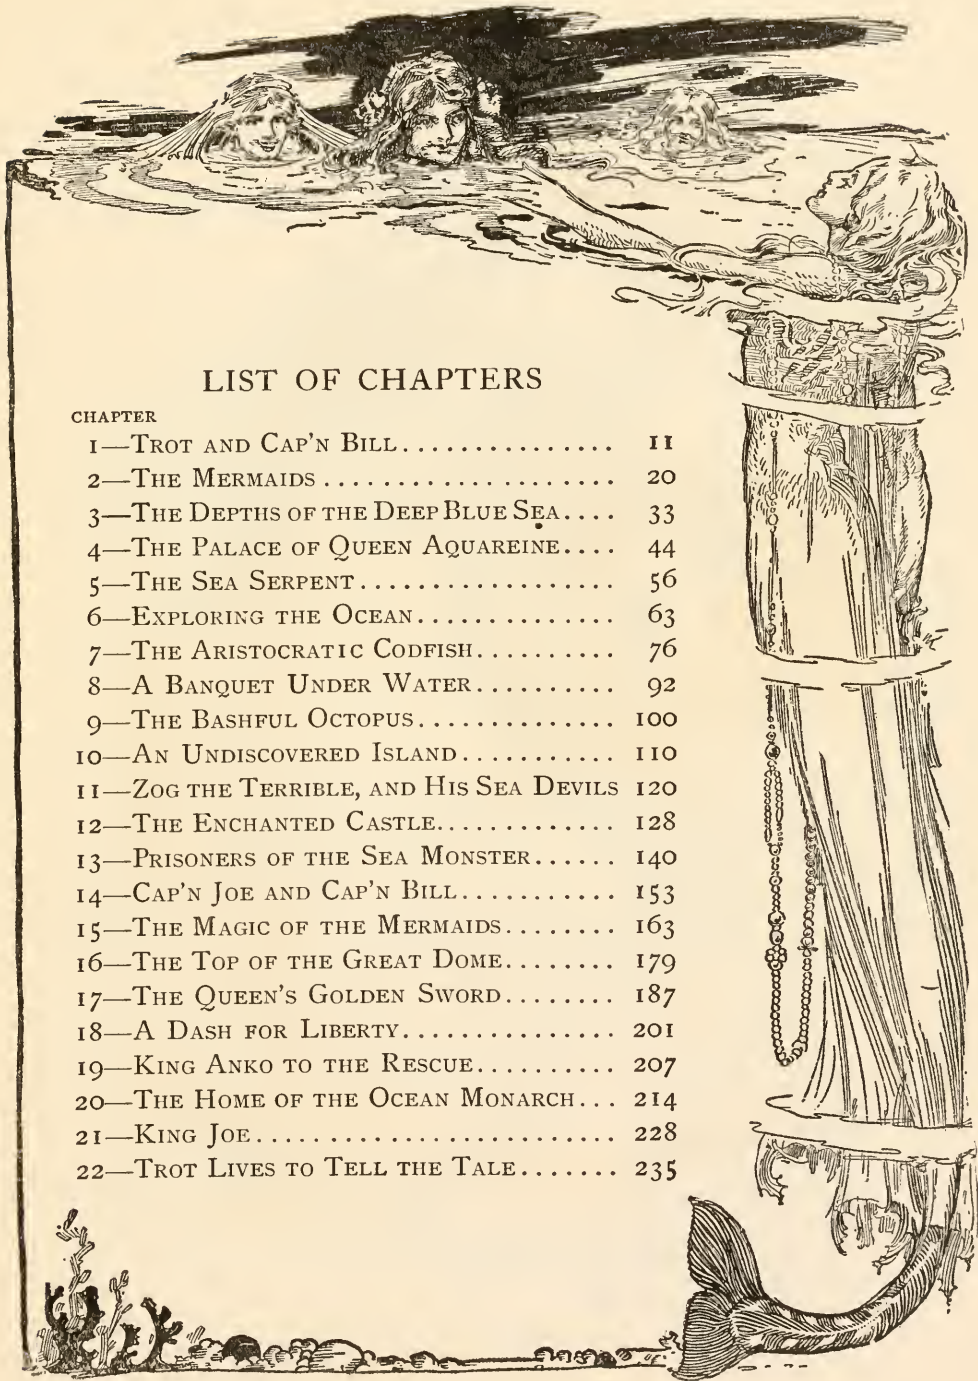 LIST OF CHAPTERS
CHAPTER
1—TROT AND CAP'N BILL............... 11
2—THE MERMAIDS.................... 20
3—THE DEPTHS OF THE DEEP BLUE SEA.... 33
4—THE PALACE OF QUEEN AQUAREINE.... 44
5—THE SEA SERPENT.................. 56
6—EXPLORING THE OCEAN.............. 63
7—THE ARISTOCRATIC CODFISH.......... 76
8—A BANQUET UNDER WATER.......... 92
9—THE BASHFUL OCTOPUS.............. 100
10—AN UNDISCOVERED ISLAND........... 110
11—ZOG THE TERRIBLE, AND HIS SEA DEVILS 120
12—THE ENCHANTED CASTLE............. 128
13—PRISONERS OF THE SEA MONSTER...... 140
14—CAP'N JOE AND CAP'N BILL........... 153
15—THE MAGIC OF THE MERMAIDS........ 163
16—THE TOP OF THE GREAT DOME........ 179
17—THE QUEEN'S GOLDEN SWORD........ 187
18—A DASH FOR LIBERTY............... 201
19—KING ANKO TO THE RESCUE.......... 207
20—THE HOME OF THE OCEAN MONARCH... 214
21—KING JOE......................... 228
22—TROT LIVES TO TELL THE TALE....... 235